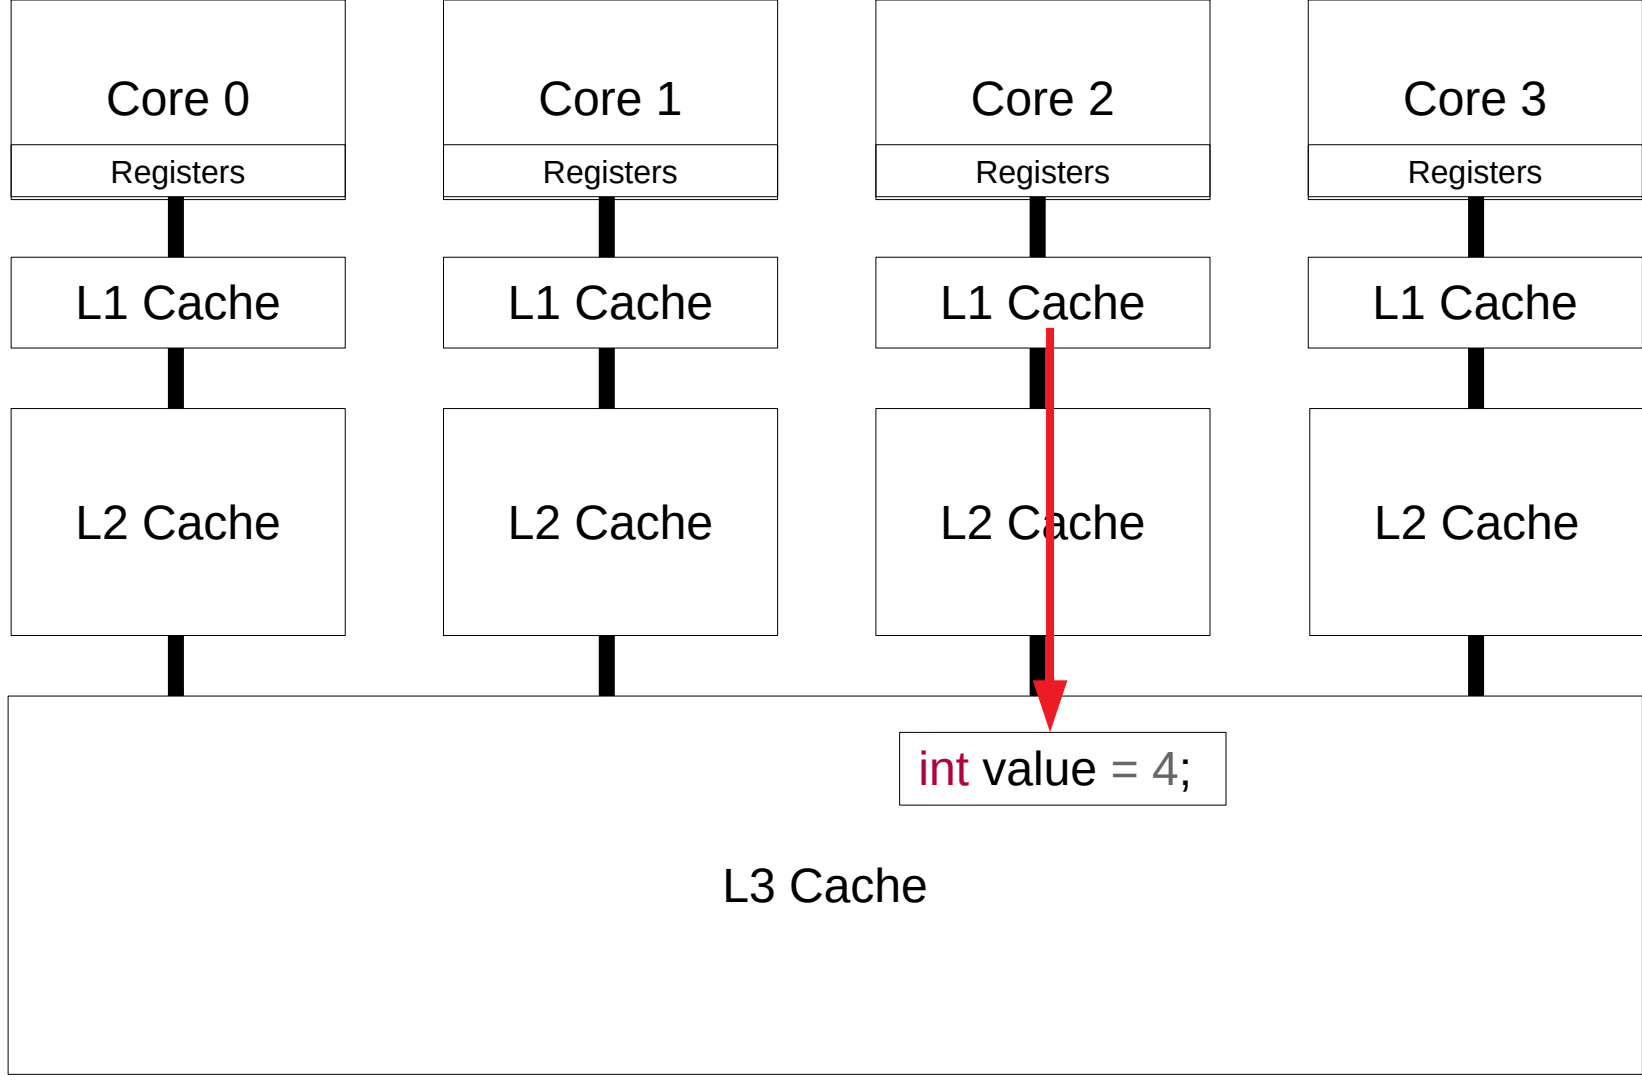 Core 0
Core 1
Core 2
Core 3
Registers
Registers
Registers
Registers
L1 Cache
L1 Cache
L1 Cache
L1 Cache
L2 Cache
L2 Cache
L2 Cache
L2 Cache
int value = 4;
L3 Cache